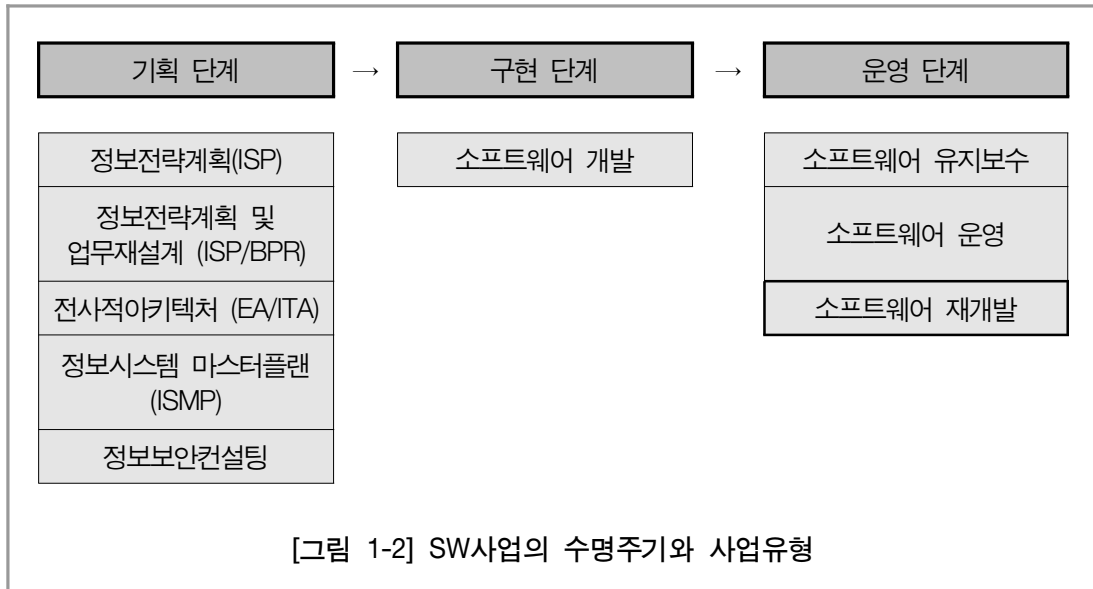 기획 단계 → 구현 단계 → 운영 단계
정보전략계획(ISP)
정보전략계획 및
업무재설계 (ISP/BPR)
전사적아키텍처 (EA/ITA)
정보시스템 마스터플랜
(ISMP)
정보보안컨설팅
소프트웨어 개발
소프트웨어 유지보수
소프트웨어 운영
소프트웨어 재개발
[그림 1-2] SW사업의 수명주기와 사업유형